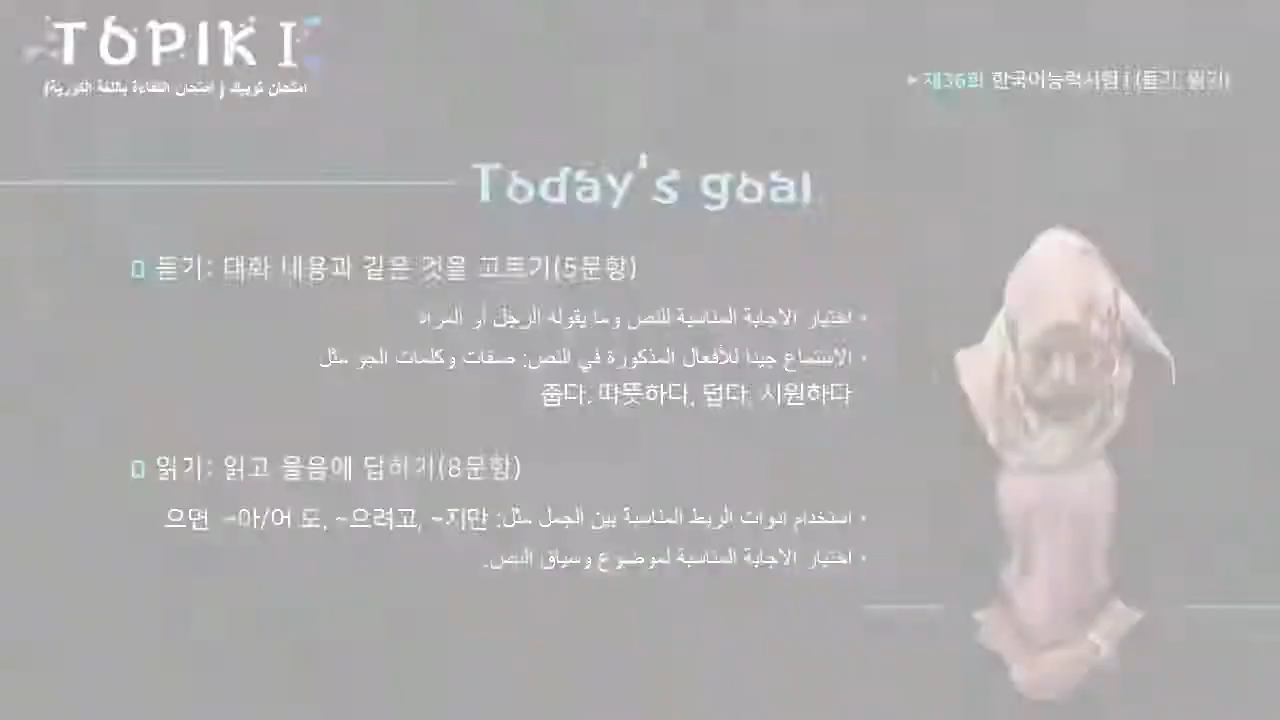 TOPIK I
امتحان توبيك ( امتحان الكفاءة باللغة الكورية)
▸ 제36회 한국어능력시험 I (듣기, 읽기)
Today's goal
듣기: 대화 내용과 같은 것을 고르기(5문항)
• اختيار الاجابة المناسبة للنص وما يقوله الرجل أو المراة
• الاستماع جيدا للأفعال المذكورة في النص: صفات وكلمات الجو مثل
춥다, 따뜻하다, 덥다, 시원하다
읽기: 읽고 물음에 답하기(8문항)
• استخدام ادوات الربط المناسبة بين الجمل مثل: ~으면 ~아/어 도, ~으려고, ~지만
• اختيار الاجابة المناسبة لموضوع وسياق النص.